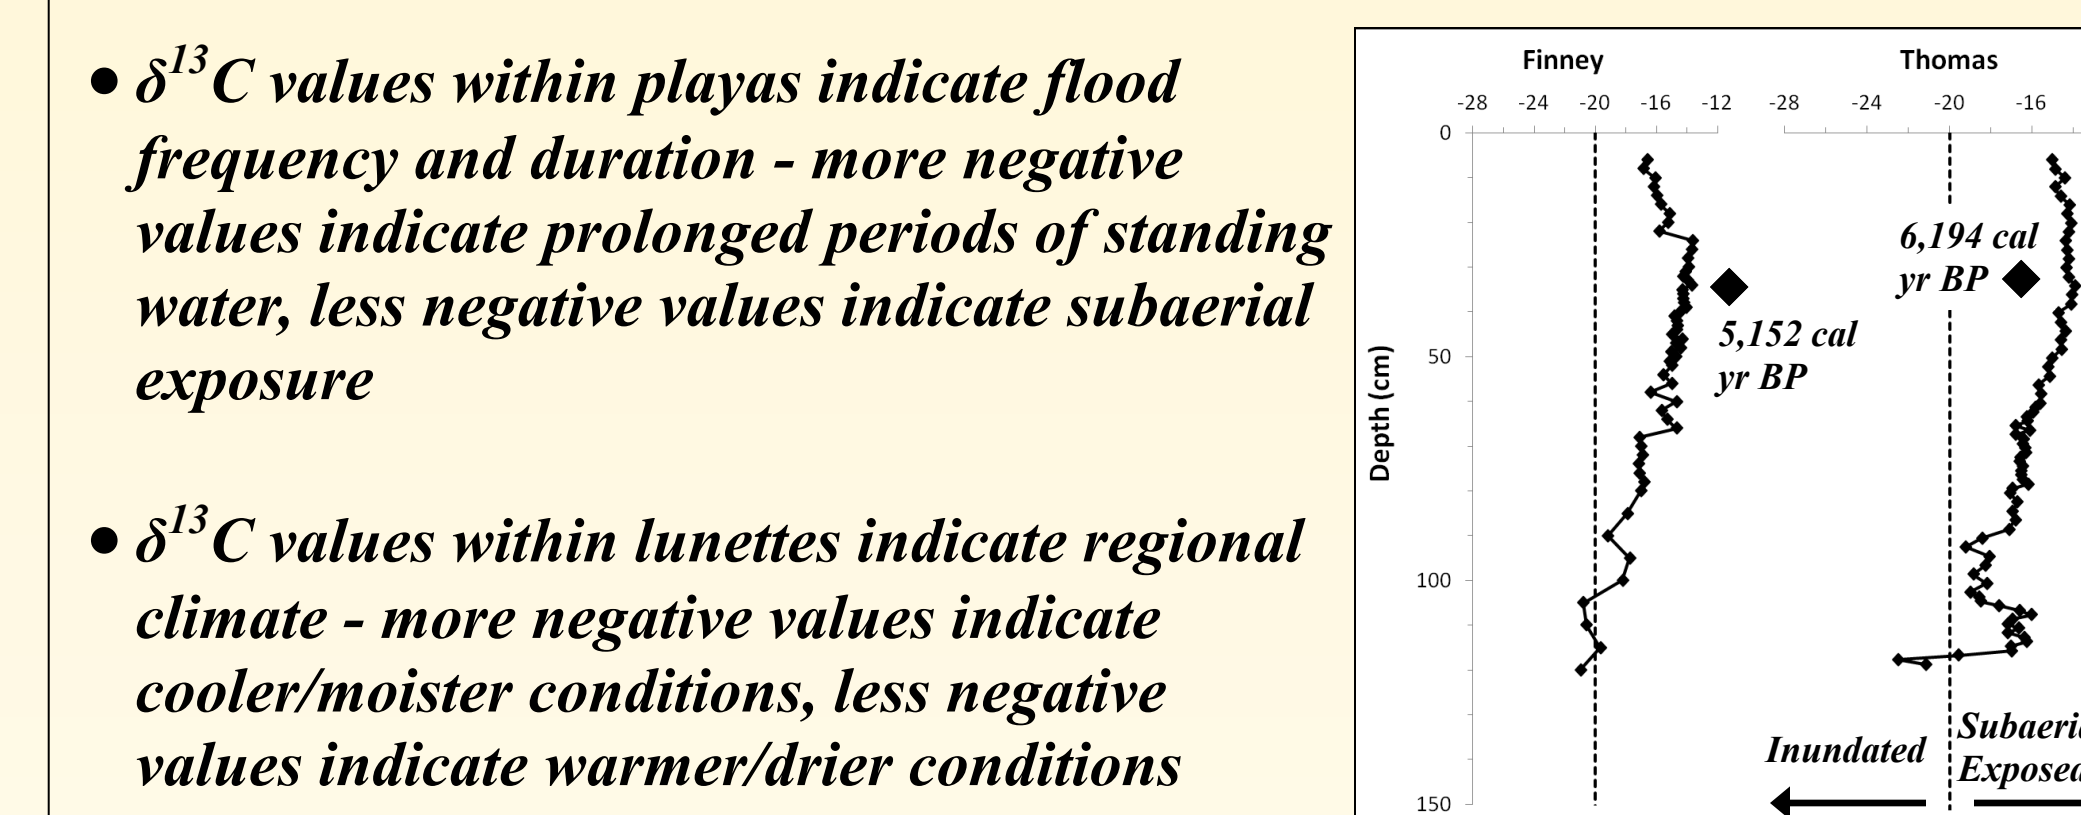 • δ¹³C values within playas indicate flood
frequency and duration - more negative
values indicate prolonged periods of standing
water, less negative values indicate subaerial
exposure
• δ¹³C values within lunettes indicate regional
climate - more negative values indicate
cooler/moister conditions, less negative
values indicate warmer/drier conditions
Finney
-28 -24 -20 -16 -12
Thomas
-28 -24 -20 -16
Depth (cm)
0
50
100
150
5,152 cal
yr BP
6,194 cal
yr BP
Inundated
Subaeri
Exposed